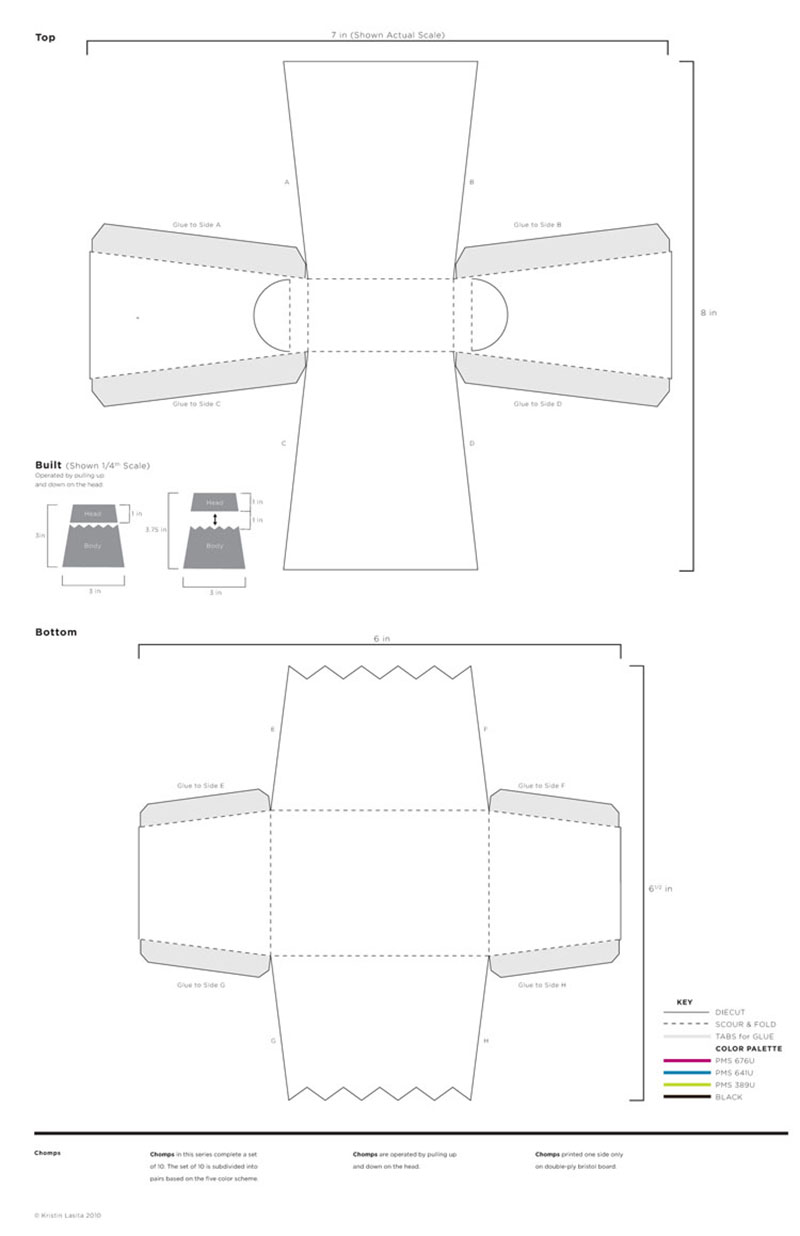 Top
7 in (Shown Actual Scale)
A
B
Glue to Side A
Glue to Side B
8 in
Glue to Side C
Glue to Side D
C
D
Built (Shown 1/4th Scale)
Operated by pulling up
and down on the head
Head
1 in
3in
Body
3 in
Head
1 in
1 in
3.75 in
Body
3 in
Bottom
6 in
E
F
Glue to Side E
Glue to Side F
6 1/2 in
Glue to Side G
Glue to Side H
G
H
KEY
DIECUT
SCOUR & FOLD
TABS for GLUE
COLOR PALETTE
PMS 676U
PMS 641U
PMS 389U
BLACK
Chomps
Chomps in this series complete a set
of 10. The set of 10 is subdivided into
pairs based on the five color scheme.
Chomps are operated by pulling up
and down on the head.
Chomps printed one side only
on double-ply bristol board.
© Kristin Lasita 2010